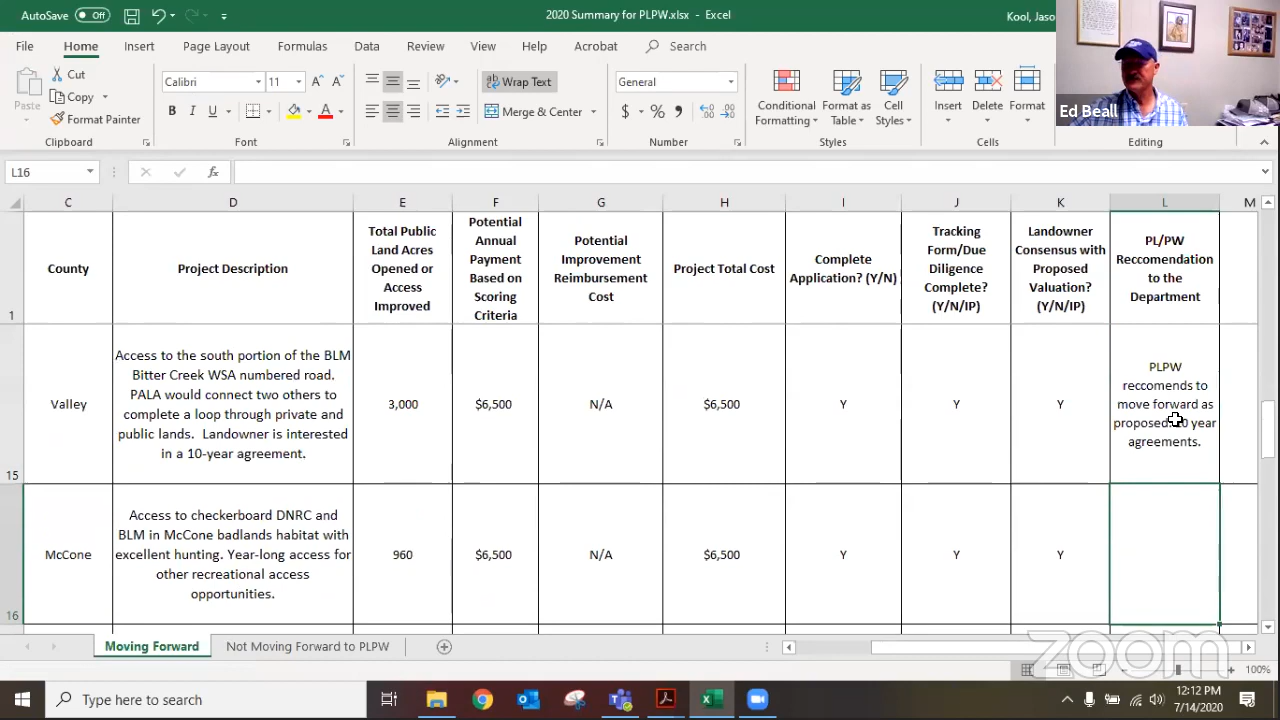 AutoSave Off
2020 Summary for PLPW.xlsx - Excel
Kool, Jaso
File Home Insert Page Layout Formulas Data Review View Help Acrobat Search
Paste
Cut
Copy
Format Painter
Calibri 11
B I U
Wrap Text
Merge & Center
General
$ % ,
Conditional Formatting
Format as Table
Cell Styles
Insert Delete Format
Clipboard Font Alignment Number Styles Cells Editing
Ed Beall
L16
fx
C D E F G H I J K L M
1
County
Project Description
Total Public
Land Acres
Opened or
Access
Improved
Potential
Annual
Payment
Based on
Scoring
Criteria
Potential
Improvement
Reimbursement
Cost
Project Total Cost
Complete
Application? (Y/N)
Tracking
Form/Due
Diligence
Complete?
(Y/N/IP)
Landowner
Consensus with
Proposed
Valuation?
(Y/N/IP)
PL/PW
Reccomendation
to the
Department
15
Valley
Access to the south portion of the BLM
Bitter Creek WSA numbered road.
PALA would connect two others to
complete a loop through private and
public lands. Landowner is interested
in a 10-year agreement.
3,000
$6,500
N/A
$6,500
Y
Y
Y
PLPW
reccomends to
move forward as
proposed. year
agreements.
16
McCone
Access to checkerboard DNRC and
BLM in McCone badlands habitat with
excellent hunting. Year-long access for
other recreational access
opportunities.
960
$6,500
N/A
$6,500
Y
Y
Y
Moving Forward
Not Moving Forward to PLPW
zoom
100%
Type here to search
12:12 PM
7/14/2020